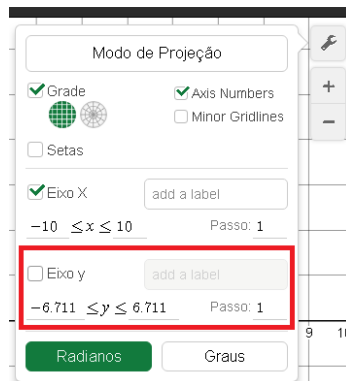 Modo de Projeção
Grade
Axis Numbers
Minor Gridlines
Setas
Eixo X add a label
−10 ≤ x ≤ 10 Passo: 1
Eixo y add a label
−6.711 ≤ y ≤ 6.711 Passo: 1
Radianos Graus
+
−
9